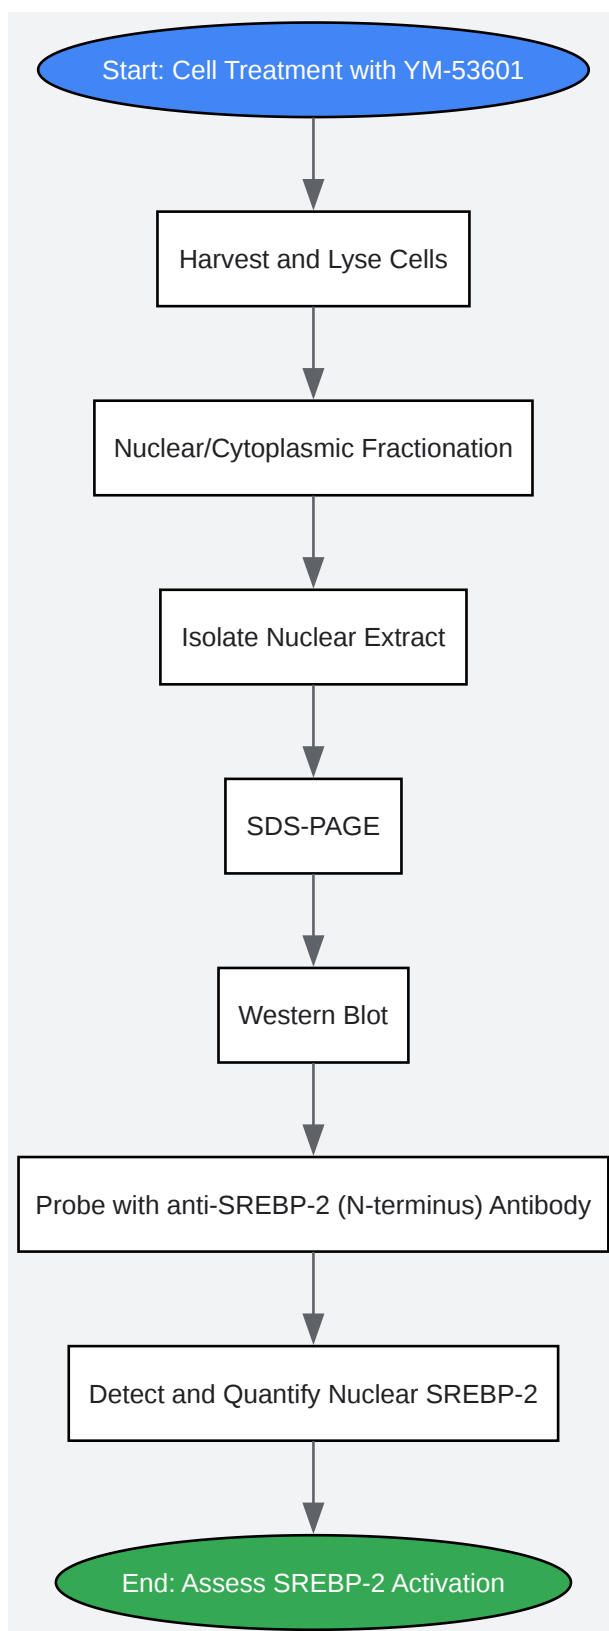 Start: Cell Treatment with YM-53601
Harvest and Lyse Cells
Nuclear/Cytoplasmic Fractionation
Isolate Nuclear Extract
SDS-PAGE
Western Blot
Probe with anti-SREBP-2 (N-terminus) Antibody
Detect and Quantify Nuclear SREBP-2
End: Assess SREBP-2 Activation